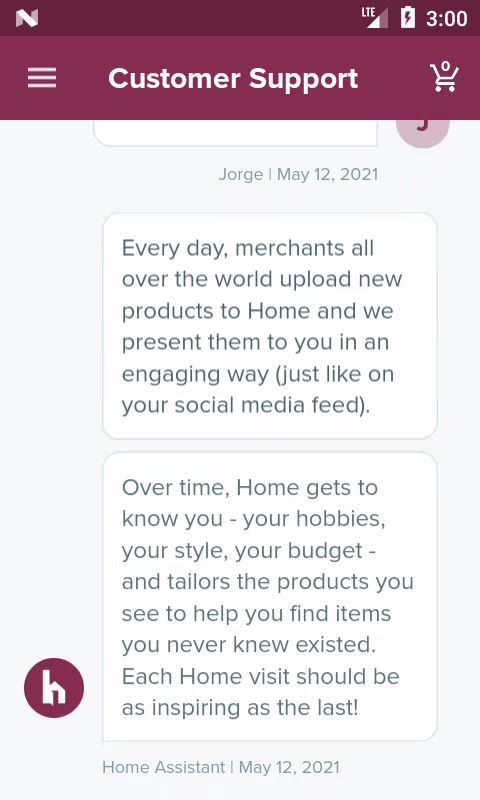 LTE 3:00
Customer Support
0
J
Jorge | May 12, 2021
Every day, merchants all
over the world upload new
products to Home and we
present them to you in an
engaging way (just like on
your social media feed).
Over time, Home gets to
know you - your hobbies,
your style, your budget -
and tailors the products you
see to help you find items
you never knew existed.
Each Home visit should be
as inspiring as the last!
h
Home Assistant | May 12, 2021